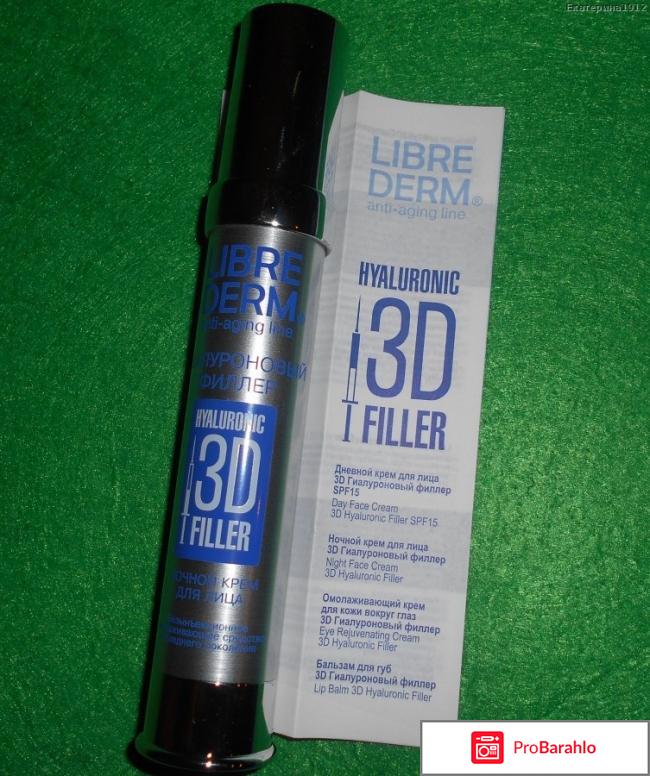 Екатерина1912
LIBRE
DERM®
anti-aging line
HYALURONIC
3D
FILLER
Дневной крем для лица
3D Гиалуроновый филлер
SPF15
Day Face Cream
3D Hyaluronic Filler SPF15
Ночной крем для лица
3D Гиалуроновый филлер
Night Face Cream
3D Hyaluronic Filler
Омолаживающий крем
для кожи вокруг глаз
3D Гиалуроновый филлер
Eye Rejuvenating Cream
3D Hyaluronic Filler
Бальзам для губ
3D Гиалуроновый филлер
Lip Balm 3D Hyaluronic Filler
LIBRE
DERM®
anti-aging line
ЛУРОНОВЫЙ
ФИЛЛЕР
HYALURONIC
3D
FILLER
НОЧНОЙ КРЕМ
ДЛЯ ЛИЦА
ProBarahlo